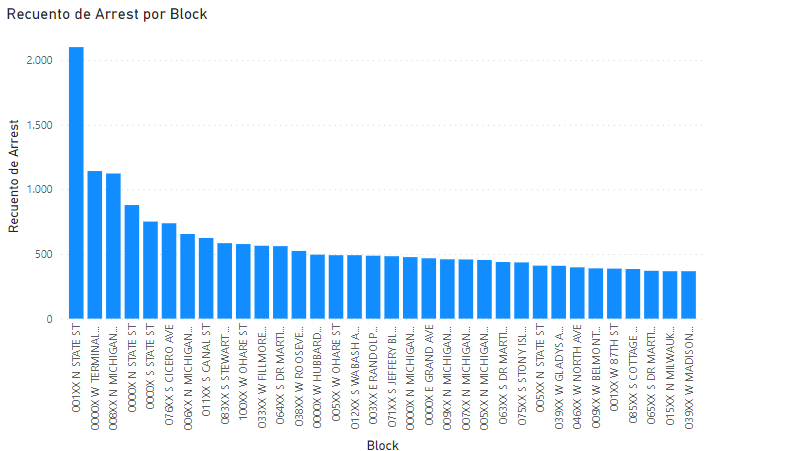 Recuento de Arrest por Block
Recuento de Arrest
2.000
1.500
1.000
500
0
001XX N STATE ST
0000X W TERMINAL...
008XX N MICHIGAN...
0000X N STATE ST
0000X S STATE ST
076XX S CICERO AVE
006XX N MICHIGAN...
011XX S CANAL ST
083XX S STEWART ...
100XX W OHARE ST
033XX W FILLMORE...
064XX S DR MARTI...
038XX W ROOSEVE...
0000X W HUBBARD...
005XX W OHARE ST
012XX S WABASH A...
003XX E RANDOLP...
071XX S JEFFERY BL...
0000X N MICHIGAN...
0000X E GRAND AVE
009XX N MICHIGAN...
007XX N MICHIGAN...
005XX N MICHIGAN...
063XX S DR MARTI...
075XX S STONY ISL...
005XX N STATE ST
039XX W GLADYS A...
046XX W NORTH AVE
009XX W BELMONT...
001XX W 87TH ST
085XX S COTTAGE ...
065XX S DR MARTI...
015XX N MILWAUK...
039XX W MADISON...
Block